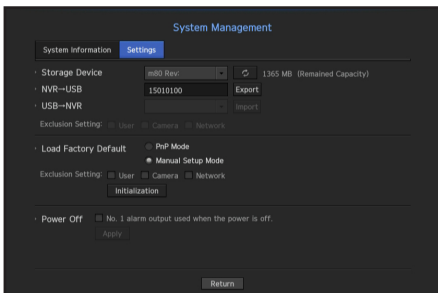 System Management
System Information Settings
Storage Device m80 Rev: 1365 MB (Remained Capacity)
NVR→USB 15010100 Export
USB→NVR Import
Exclusion Setting: User Camera Network
Load Factory Default PnP Mode
Manual Setup Mode
Exclusion Setting: User Camera Network
Initialization
Power Off No. 1 alarm output used when the power is off.
Apply
Return